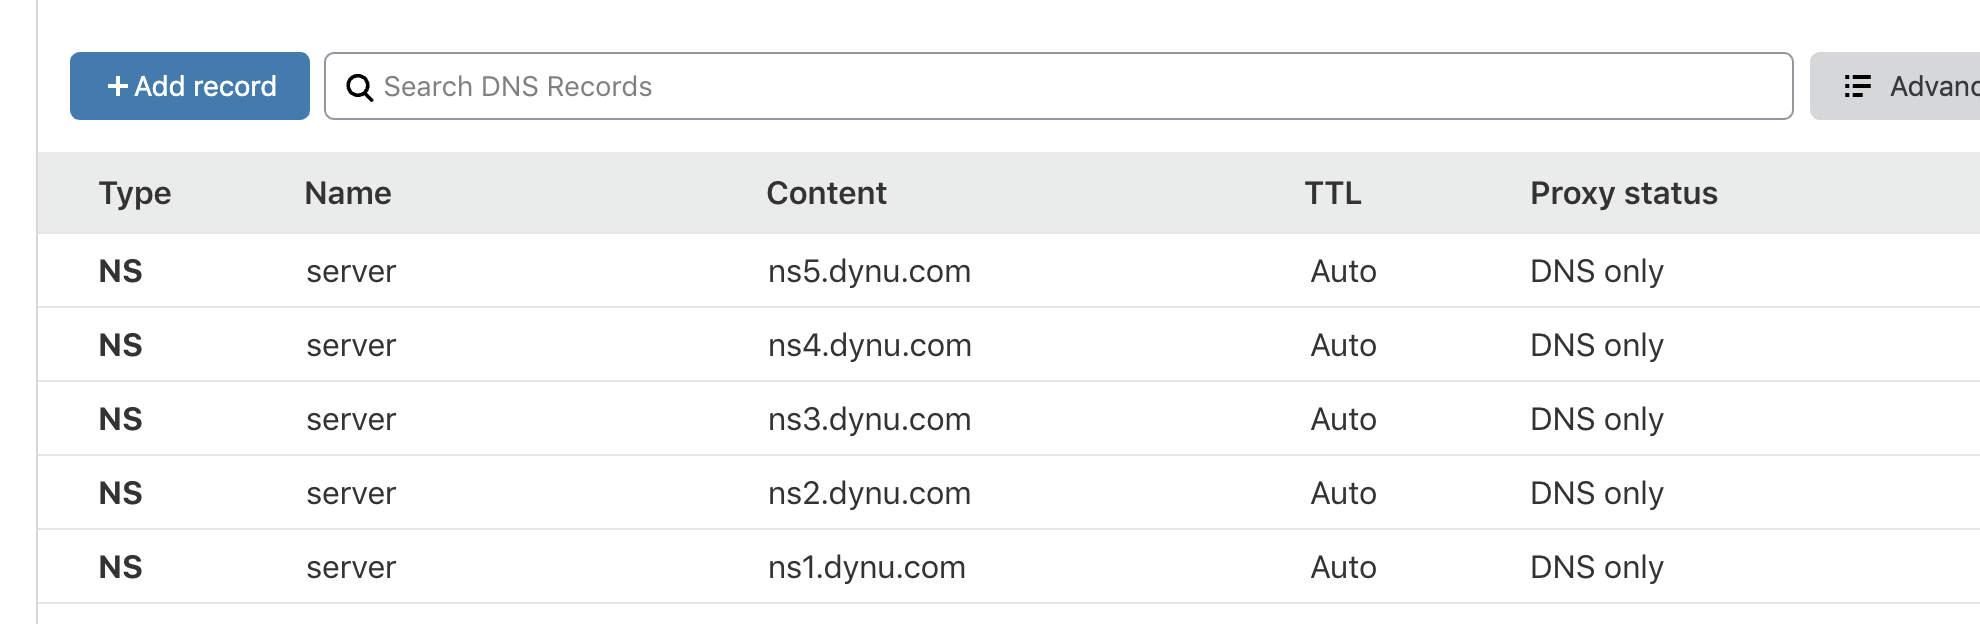 + Add record Search DNS Records Advanc
Type Name Content TTL Proxy status
NS server ns5.dynu.com Auto DNS only
NS server ns4.dynu.com Auto DNS only
NS server ns3.dynu.com Auto DNS only
NS server ns2.dynu.com Auto DNS only
NS server ns1.dynu.com Auto DNS only